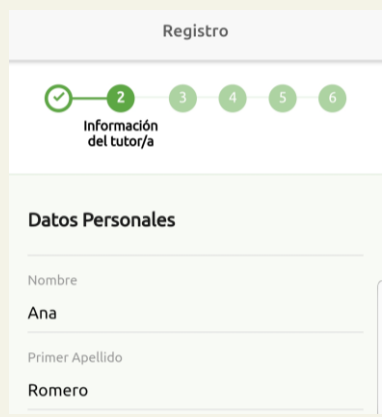 Registro
2 3 4 5 6
Información
del tutor/a
Datos Personales
Nombre
Ana
Primer Apellido
Romero